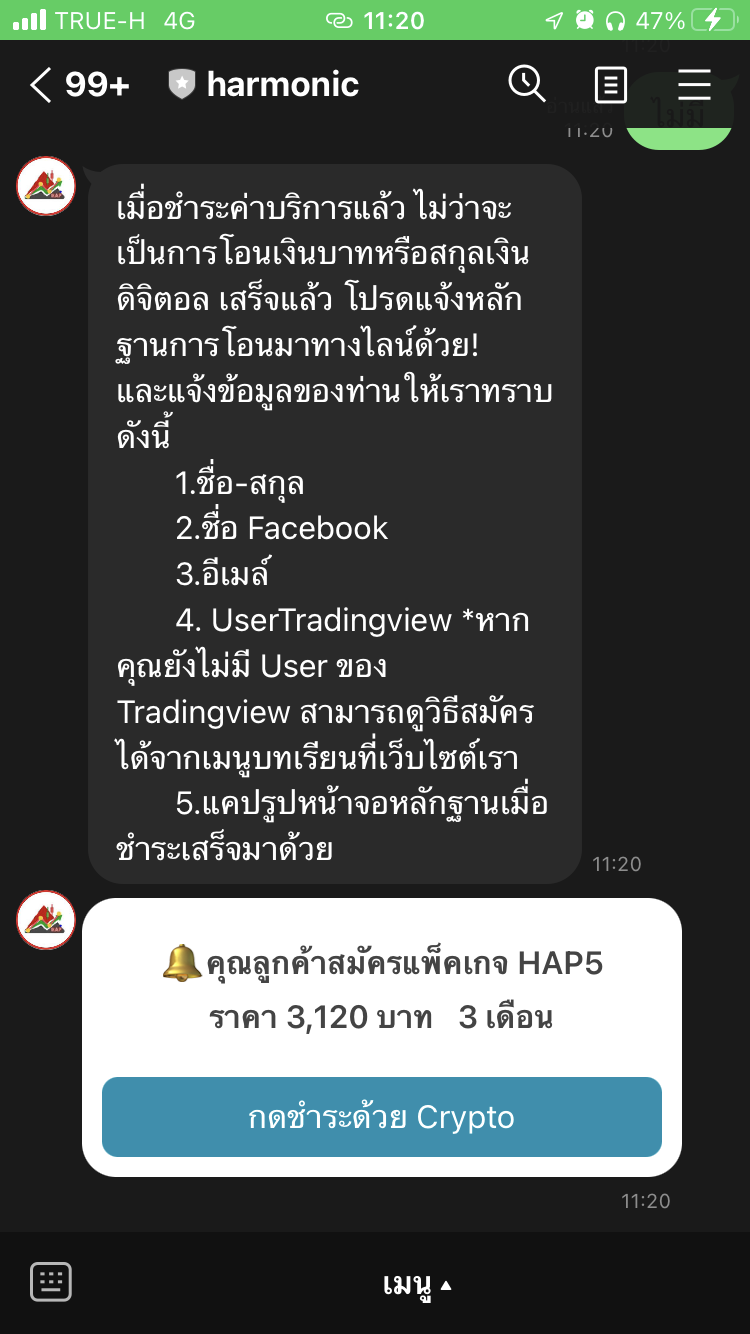 TRUE-H 4G 11:20 47%
99+ harmonic
ไม่มี
11:20
เมื่อชำระค่าบริการแล้ว ไม่ว่าจะ
เป็นการโอนเงินบาทหรือสกุลเงิน
ดิจิตอล เสร็จแล้ว โปรดแจ้งหลัก
ฐานการโอนมาทางไลน์ด้วย!
และแจ้งข้อมูลของท่าน ให้เราทราบ
ดังนี้
1.ชื่อ-สกุล
2.ชื่อ Facebook
3.อีเมล์
4. UserTradingview *หาก
คุณยังไม่มี User ของ
Tradingview สามารถดูวิธีสมัคร
ได้จากเมนูบทเรียนที่เว็บไซต์เรา
5.แคปรูปหน้าจอหลักฐานเมื่อ
ชำระเสร็จมาด้วย
11:20
คุณลูกค้าสมัครแพ็คเกจ HAP5
ราคา 3,120 บาท 3 เดือน
กดชำระด้วย Crypto
11:20
เมนู